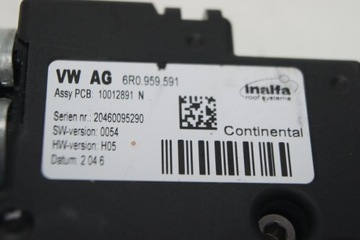 VW AG 6R0.959.591
Assy PCB: 10012891 N
inalfa
roof systems
Serien nr.: 20460095290
SW-version: 0054
HW-version: H05
Datum: 2 04 6
Continental